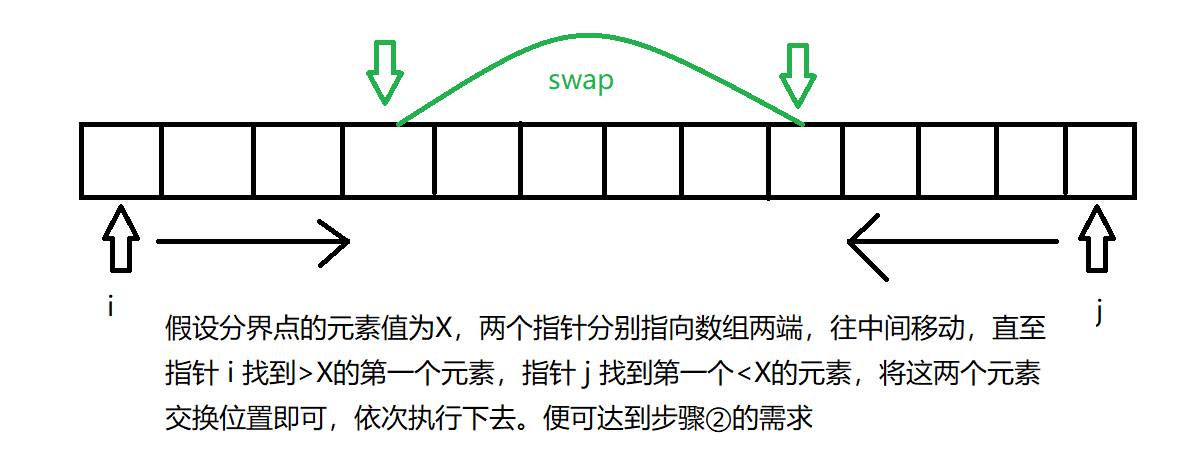 swap
i
j
假设分界点的元素值为X，两个指针分别指向数组两端，往中间移动，直至
指针 i 找到>X的第一个元素，指针 j 找到第一个<X的元素，将这两个元素
交换位置即可，依次执行下去。便可达到步骤②的需求